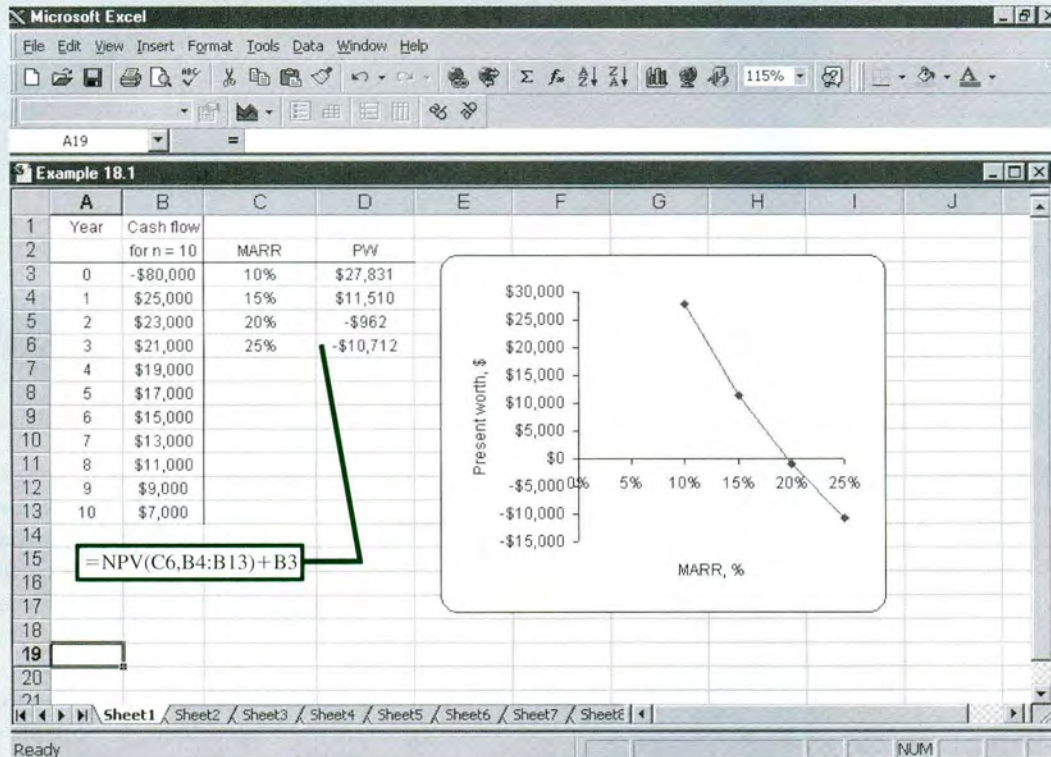 Microsoft Excel
File Edit View Insert Format Tools Data Window Help
115%
A19 =
Example 18.1
A B C D E F G H I J
1 Year Cash flow
2 for n = 10 MARR PW
3 0 -$80,000 10% $27,831
4 1 $25,000 15% $11,510
5 2 $23,000 20% -$962
6 3 $21,000 25% -$10,712
7 4 $19,000
8 5 $17,000
9 6 $15,000
10 7 $13,000
11 8 $11,000
12 9 $9,000
13 10 $7,000
14
15
16
17
18
19
20
21
=NPV(C6,B4:B13)+B3
Present worth, $
$30,000
$25,000
$20,000
$15,000
$10,000
$5,000
$0
-$5,000
-$10,000
-$15,000
0% 5% 10% 15% 20% 25%
MARR, %
Sheet1 Sheet2 Sheet3 Sheet4 Sheet5 Sheet6 Sheet7
Ready NUM